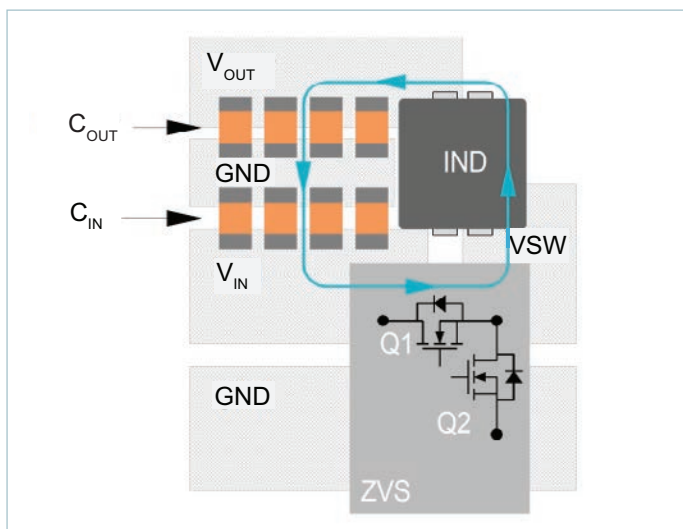 VOUT
COUT
IND
GND
CIN
VSW
VIN
Q1
GND
Q2
ZVS